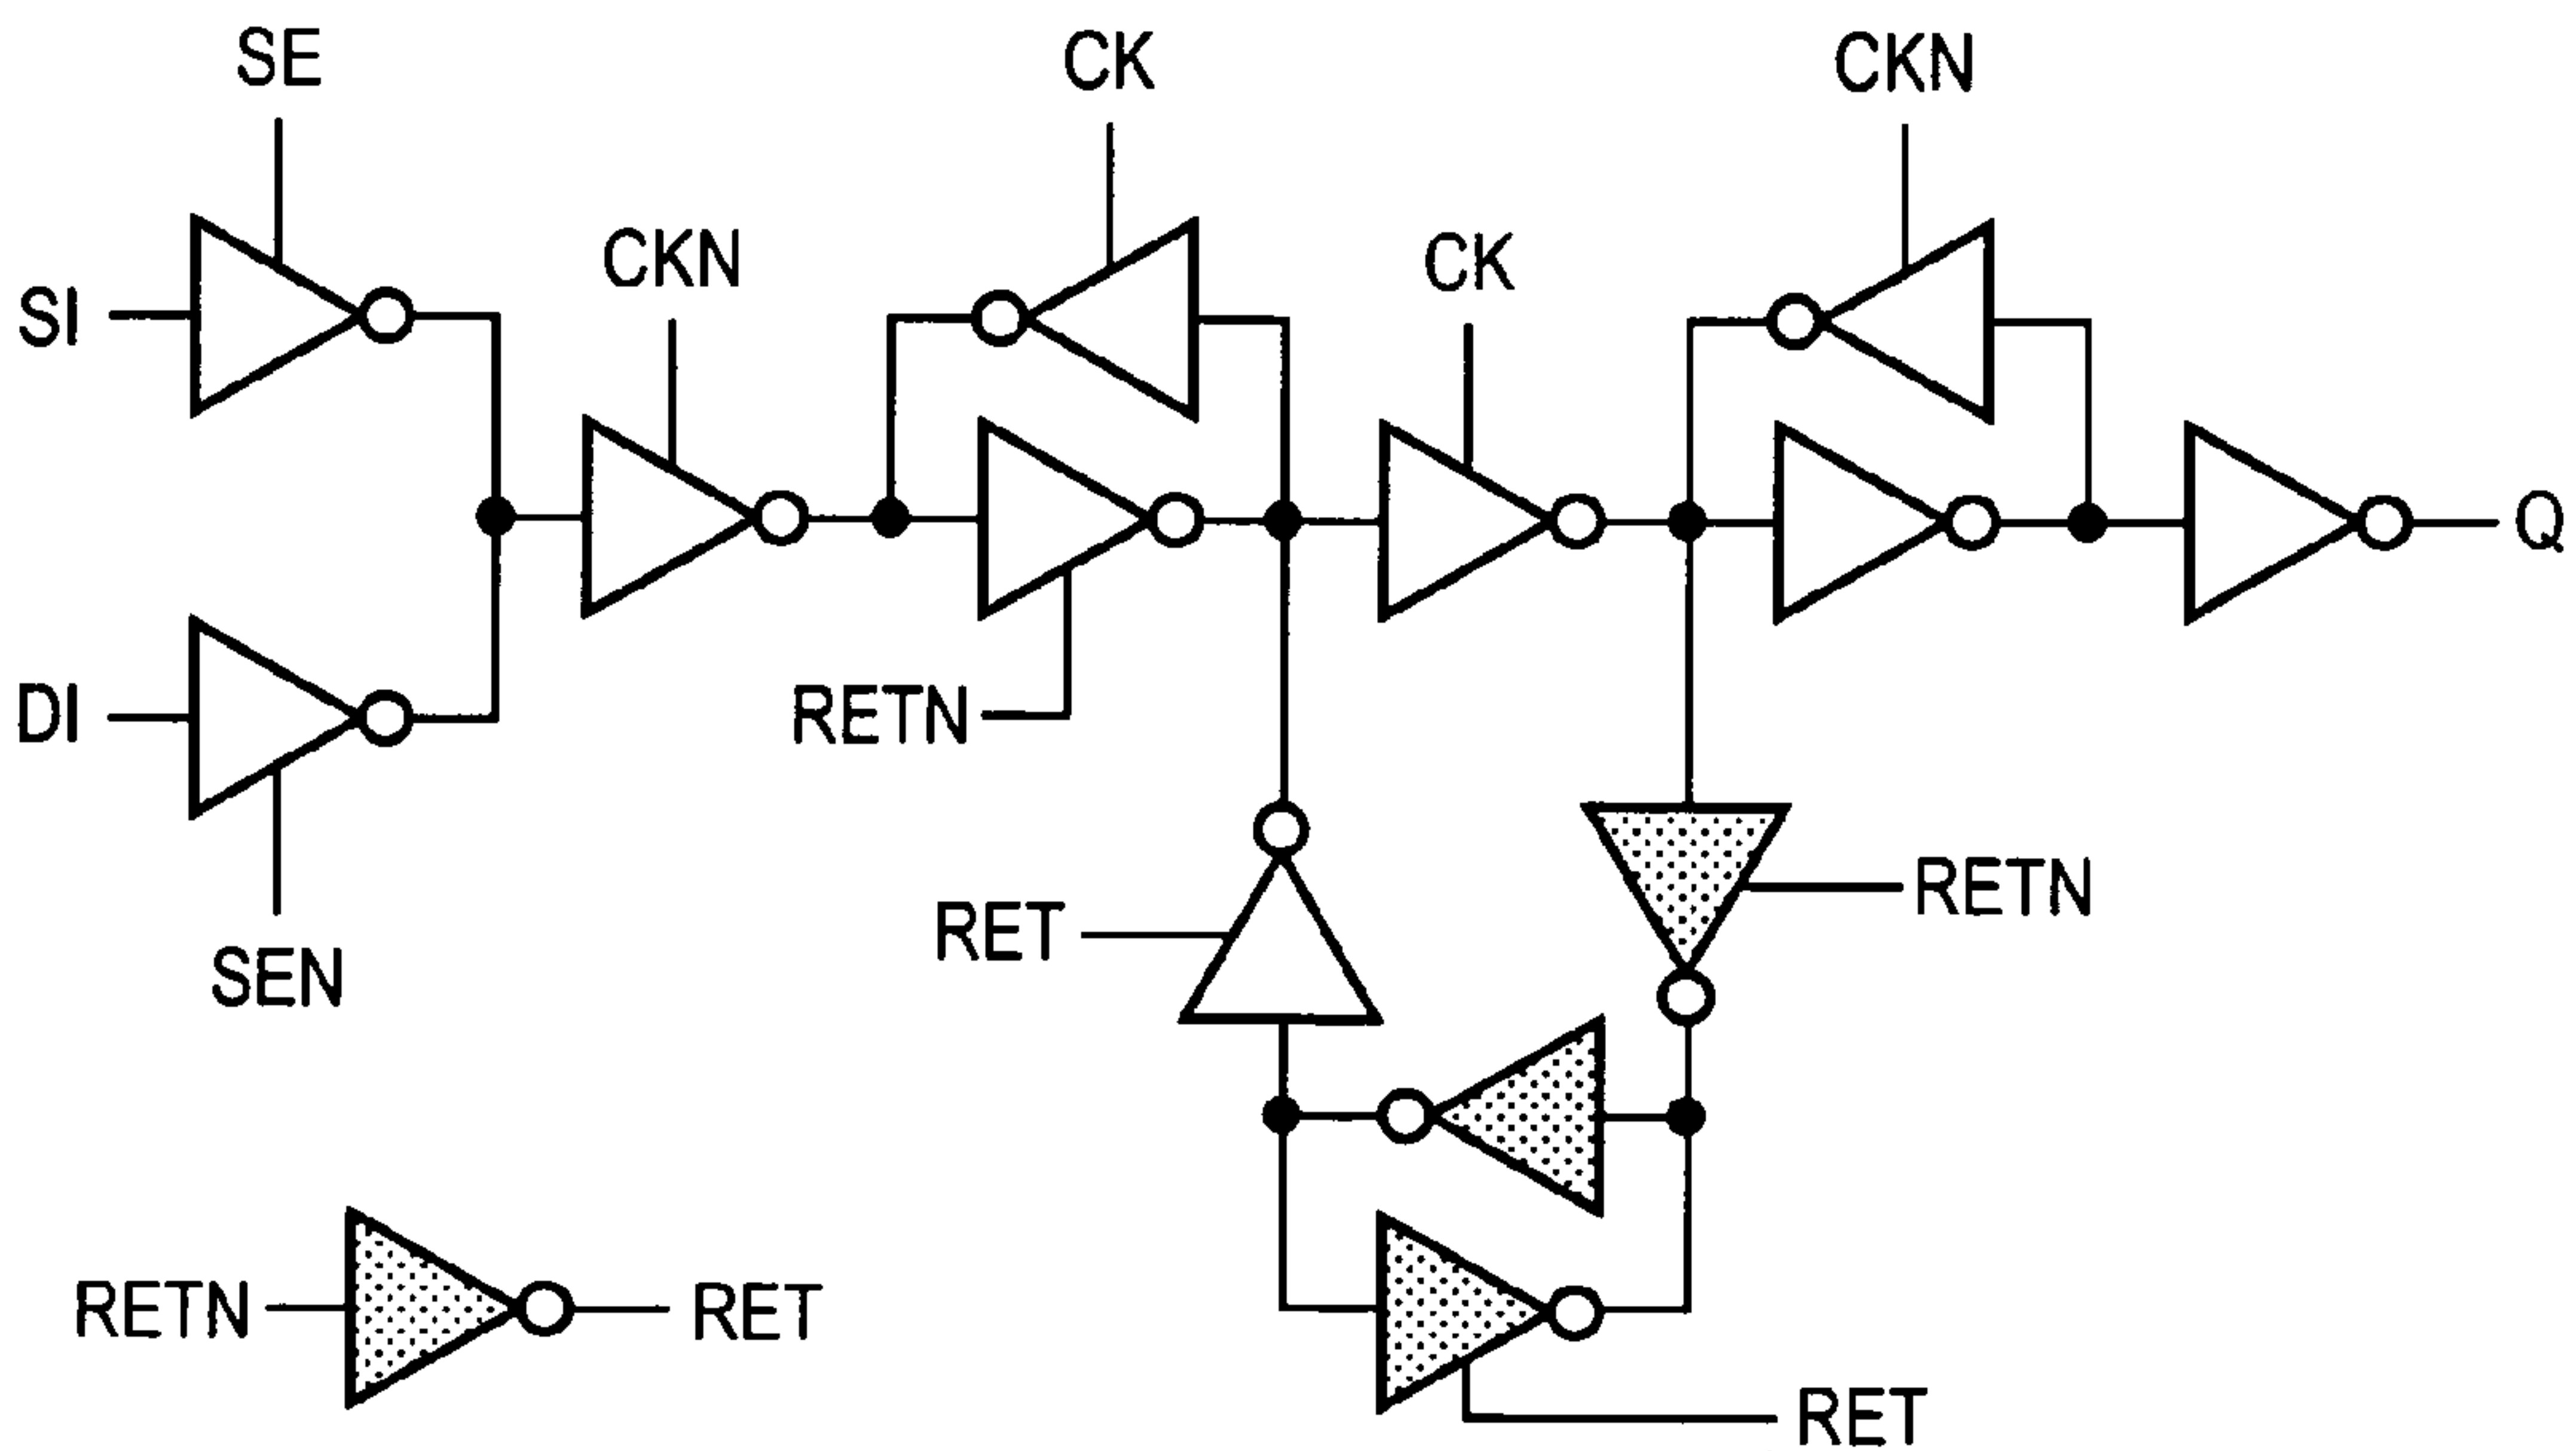 SE
CK
CKN
CKN
CK
SI
Q
DI
RETN
RETN
RET
SEN
RETN
RET
RET